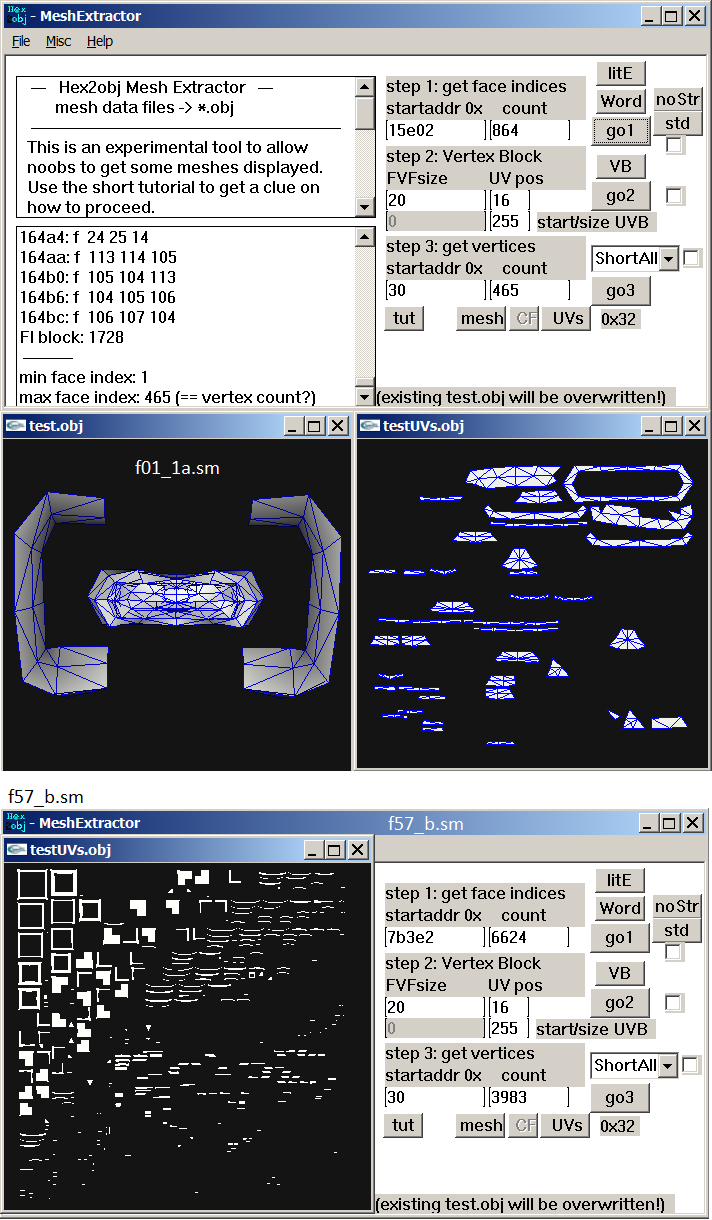 Hex
obj - MeshExtractor
File Misc Help
— Hex2obj Mesh Extractor —
mesh data files -> *.obj
This is an experimental tool to allow
noobs to get some meshes displayed.
Use the short tutorial to get a clue on
how to proceed.
164a4: f 24 25 14
164aa: f 113 114 105
164b0: f 105 104 113
164b6: f 104 105 106
164bc: f 106 107 104
FI block: 1728
min face index: 1
max face index: 465 (== vertex count?)
step 1: get face indices
startaddr 0x count
15e02 864
litE
Word
noStr
go1
std
step 2: Vertex Block
FVFsize UV pos
20 16
0 255 start/size UVB
VB
go2
step 3: get vertices
startaddr 0x count
30 465
ShortAll
go3
tut mesh CF UVs 0x32
(existing test.obj will be overwritten!)
test.obj
f01_1a.sm
testUVs.obj
f57_b.sm
Hex
obj - MeshExtractor
f57_b.sm
testUVs.obj
step 1: get face indices
startaddr 0x count
7b3e2 6624
litE
Word
noStr
go1
std
step 2: Vertex Block
FVFsize UV pos
20 16
0 255 start/size UVB
VB
go2
step 3: get vertices
startaddr 0x count
30 3983
ShortAll
go3
tut mesh CF UVs 0x32
(existing test.obj will be overwritten!)